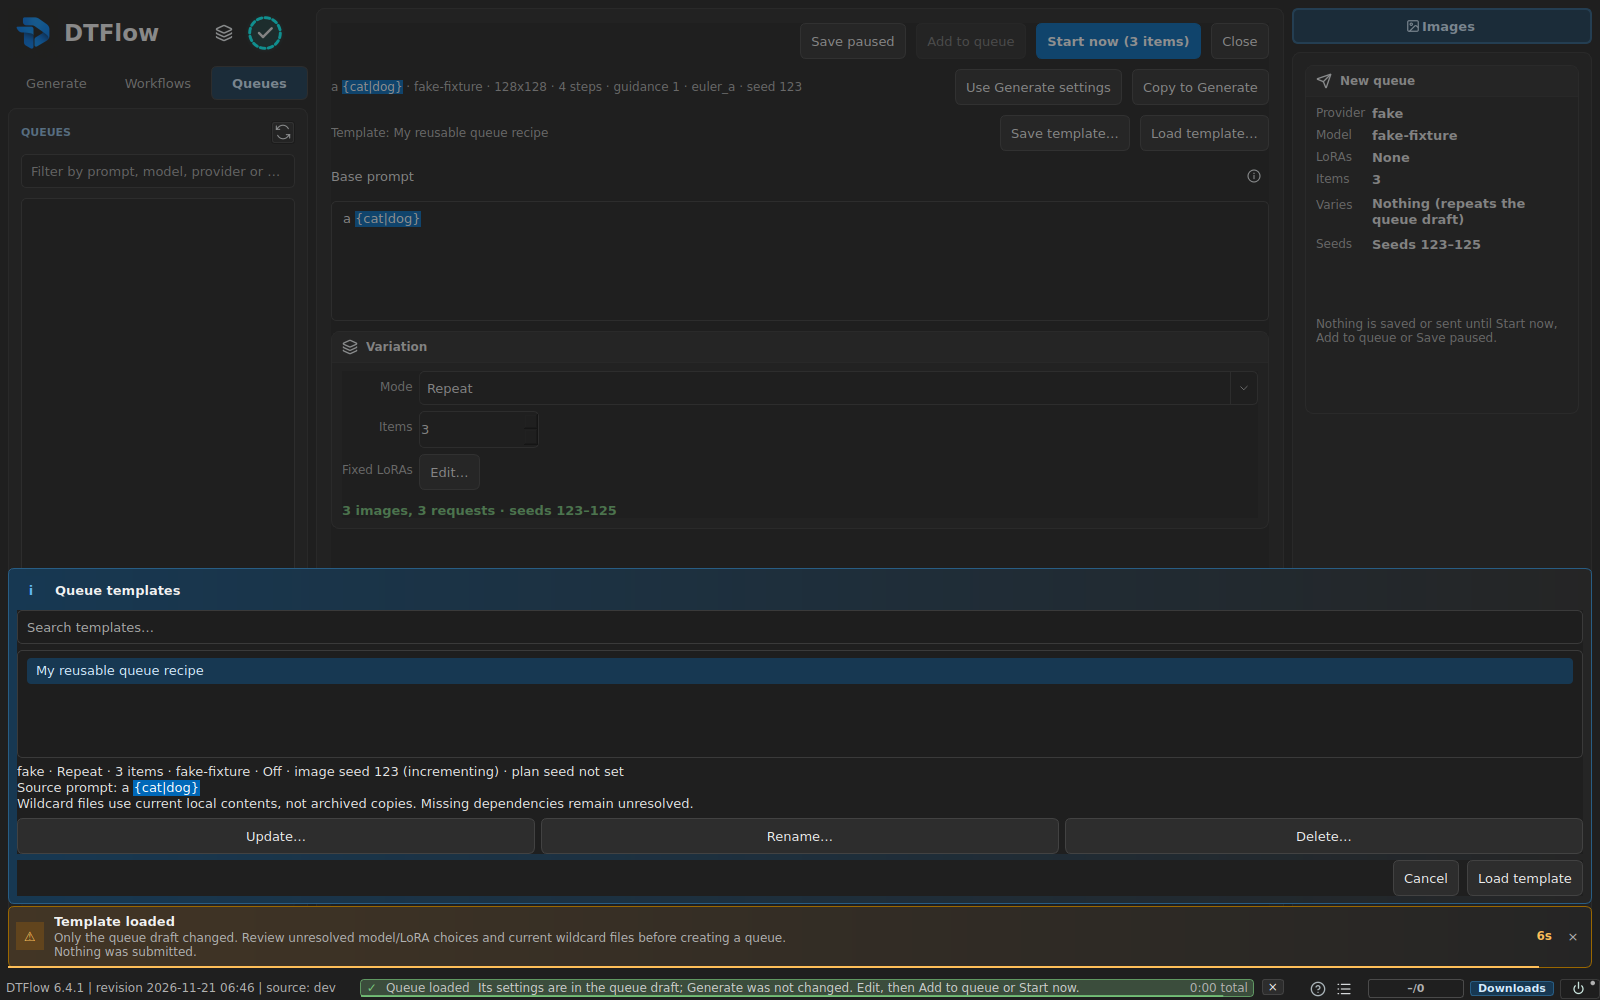 DTFlow
Generate
Workflows
Queues
QUEUES
Filter by prompt, model, provider or ...
Save paused
Add to queue
Start now (3 items)
Close
a {cat|dog} · fake-fixture · 128x128 · 4 steps · guidance 1 · euler_a · seed 123
Use Generate settings
Copy to Generate
Template: My reusable queue recipe
Save template...
Load template...
Base prompt
a {cat|dog}
Variation
Mode
Repeat
Items
3
Fixed LoRAs
Edit...
3 images, 3 requests · seeds 123–125
Images
New queue
Provider fake
Model fake-fixture
LoRAs None
Items 3
Varies Nothing (repeats the
queue draft)
Seeds Seeds 123–125
Nothing is saved or sent until Start now,
Add to queue or Save paused.
i Queue templates
Search templates...
My reusable queue recipe
fake · Repeat · 3 items · fake-fixture · Off · image seed 123 (incrementing) · plan seed not set
Source prompt: a {cat|dog}
Wildcard files use current local contents, not archived copies. Missing dependencies remain unresolved.
Update...
Rename...
Delete...
Cancel
Load template
Template loaded
Only the queue draft changed. Review unresolved model/LoRA choices and current wildcard files before creating a queue.
Nothing was submitted.
6s ×
DTFlow 6.4.1 | revision 2026-11-21 06:46 | source: dev
✓ Queue loaded Its settings are in the queue draft; Generate was not changed. Edit, then Add to queue or Start now. 0:00 total
×
–/0
Downloads